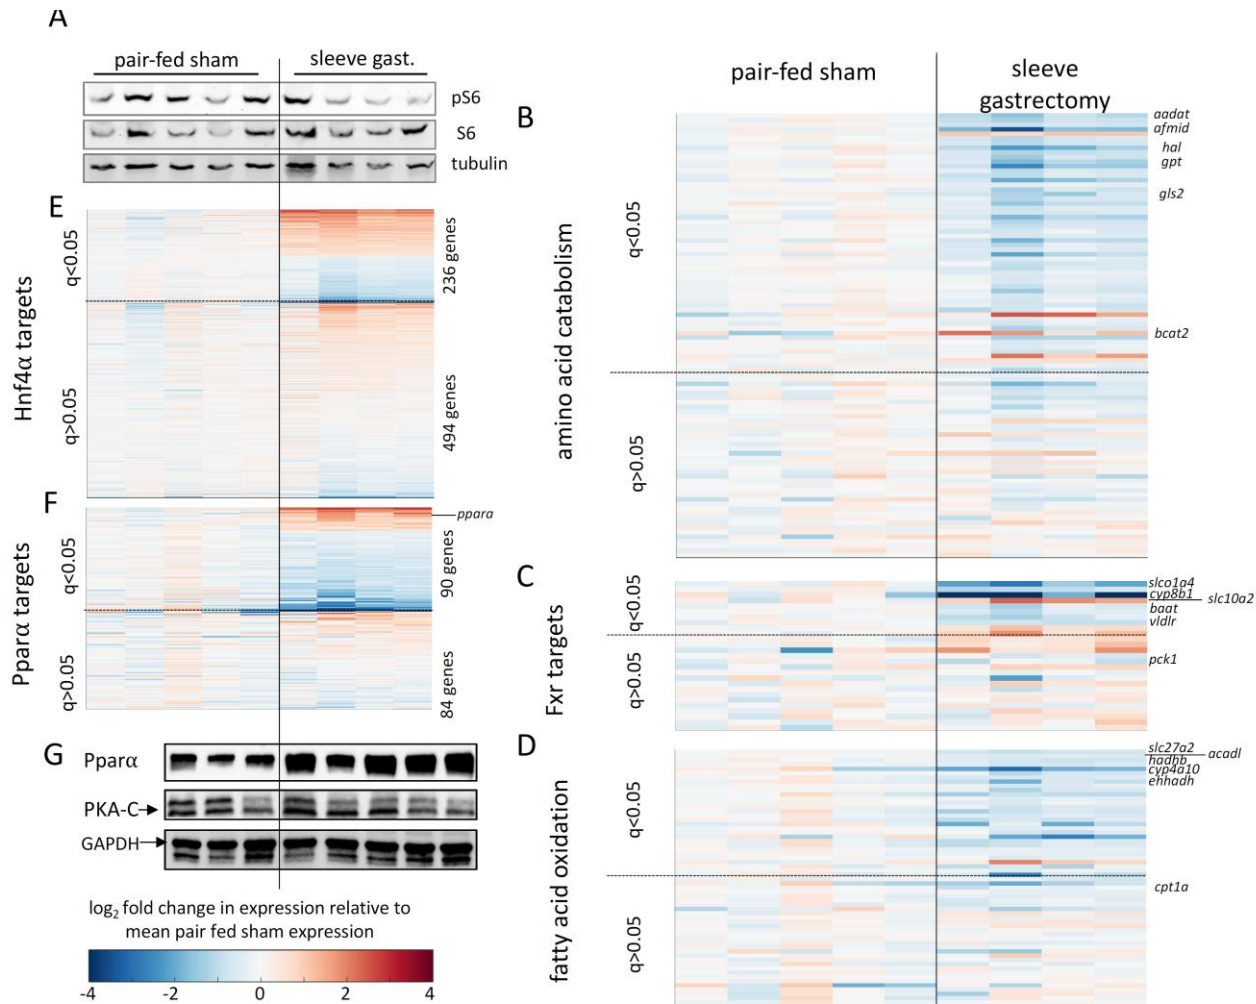 A
pair-fed sham
sleeve gast.
pS6
S6
tubulin
E
Hnf4α targets
q<0.05
q>0.05
236 genes
494 genes
F
Pparα targets
q<0.05
q>0.05
ppara
90 genes
84 genes
G
Pparα
PKA-C
GAPDH
log2 fold change in expression relative to
mean pair fed sham expression
-4
-2
0
2
4
pair-fed sham
sleeve
gastrectomy
B
amino acid catabolism
q<0.05
q>0.05
aadat
afmid
hal
gpt
gls2
bcat2
C
Fxr targets
q<0.05
q>0.05
slco1a4
cyp8b1
slc10a2
baat
vldlr
pck1
D
fatty acid oxidation
q<0.05
q>0.05
slc27a2
acadl
hadhb
cyp4a10
ehhadh
cpt1a